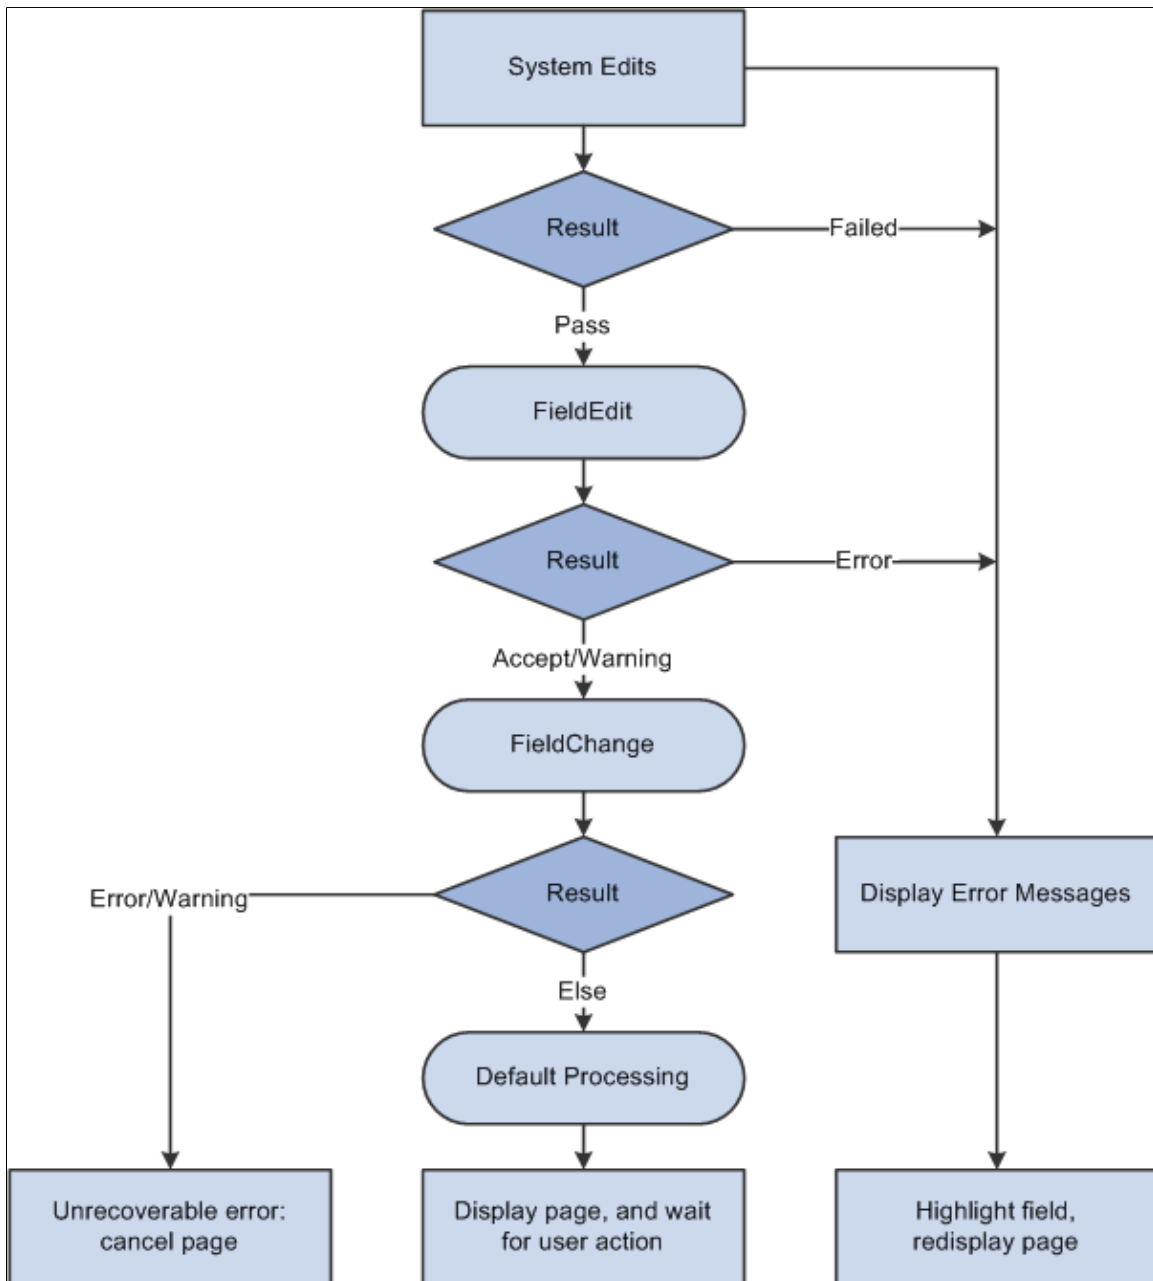 System Edits
Result
Failed
Pass
FieldEdit
Result
Error
Accept/Warning
FieldChange
Result
Error/Warning
Display Error Messages
Else
Default Processing
Unrecoverable error:
cancel page
Display page, and wait
for user action
Highlight field,
redisplay page